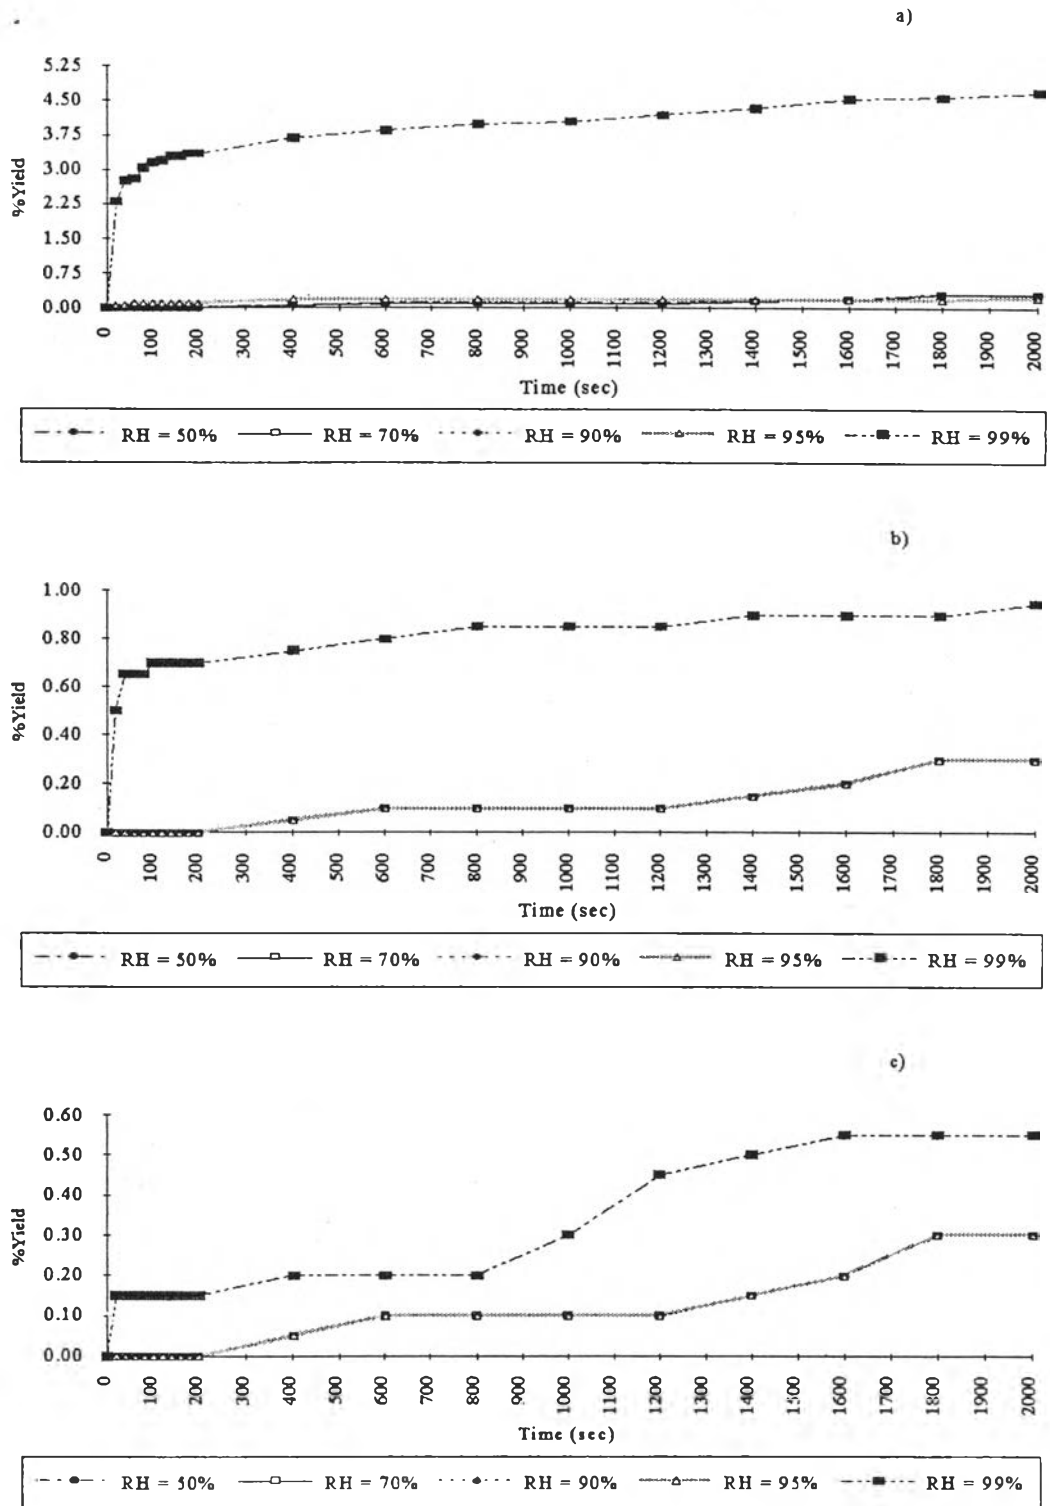 a)
5.25
4.50
3.75
3.00
2.25
1.50
0.75
0.00
%Yield
0 100 200 300 400 500 600 700 800 900 1000 1100 1200 1300 1400 1500 1600 1700 1800 1900 2000
Time (sec)
RH = 50% RH = 70% RH = 90% RH = 95% RH = 99%
b)
1.00
0.80
0.60
0.40
0.20
0.00
%Yield
0 100 200 300 400 500 600 700 800 900 1000 1100 1200 1300 1400 1500 1600 1700 1800 1900 2000
Time (sec)
RH = 50% RH = 70% RH = 90% RH = 95% RH = 99%
c)
0.60
0.50
0.40
0.30
0.20
0.10
0.00
%Yield
0 100 200 300 400 500 600 700 800 900 1000 1100 1200 1300 1400 1500 1600 1700 1800 1900 2000
Time (sec)
RH = 50% RH = 70% RH = 90% RH = 95% RH = 99%